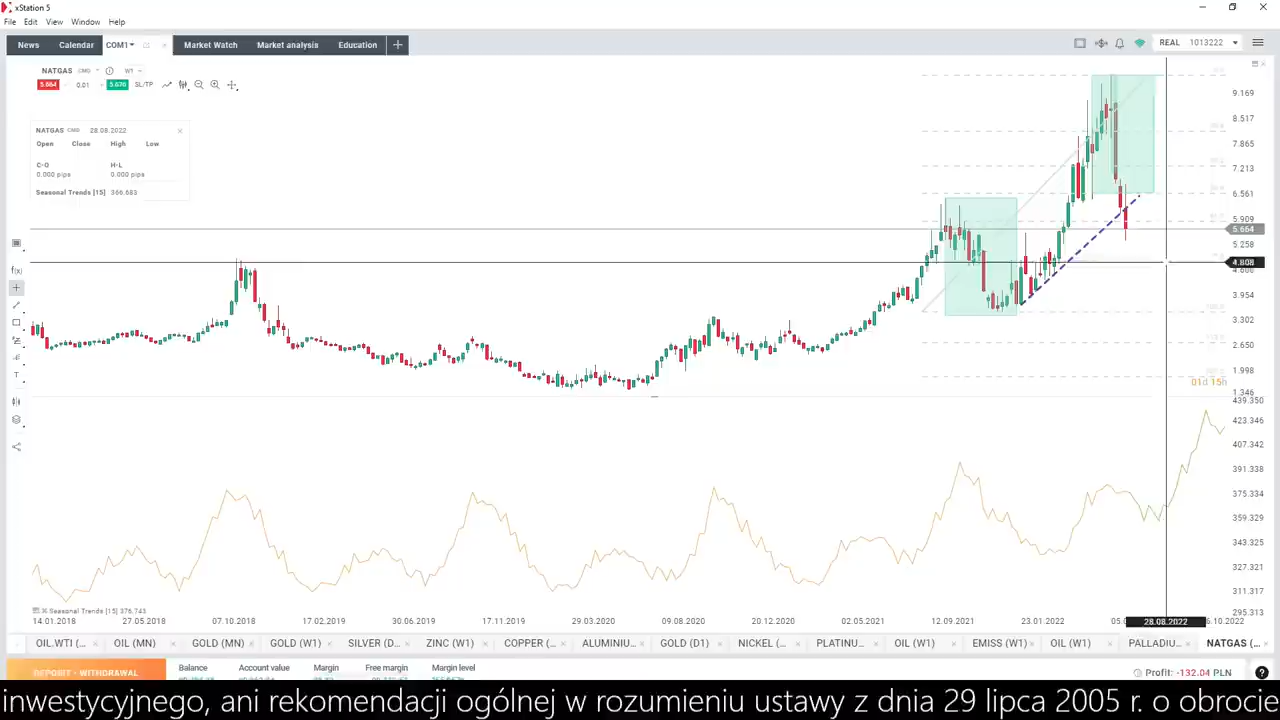 xStation 5
File Edit View Window Help
News Calendar COM1 Market Watch Market analysis Education
REAL 1013222
NATGAS CMD W1
5.664 0.01 5.670 SL/TP
NATGAS CMD 28.08.2022
Open Close High Low
C-O H-L
0.000 pips 0.000 pips
Seasonal Trends [15] 366.683
9.169
8.517
7.865
7.213
6.561
5.909
5.664
5.258
4.808
4.606
3.954
3.302
2.650
1.998
01d 15h
1.346
439.350
423.346
407.342
391.338
375.334
359.329
343.325
327.321
311.317
295.313
Seasonal Trends [15] 376.743
14.01.2018 27.05.2018 07.10.2018 17.02.2019 30.06.2019 17.11.2019 29.03.2020 09.08.2020 20.12.2020 02.05.2021 12.09.2021 23.01.2022 28.08.2022
OIL.WTI (... OIL (MN) GOLD (MN) GOLD (W1) SILVER (D... ZINC (W1) COPPER (... ALUMINIU... GOLD (D1) NICKEL (... PLATINU... OIL (W1) EMISS (W1) OIL (W1) PALLADIU... NATGAS (...
DEPOSIT - WITHDRAWAL Balance Account value Margin Free margin Margin level Profit: -132.04 PLN
inwestycyjnego, ani rekomendacji ogólnej w rozumieniu ustawy z dnia 29 lipca 2005 r. o obrocie